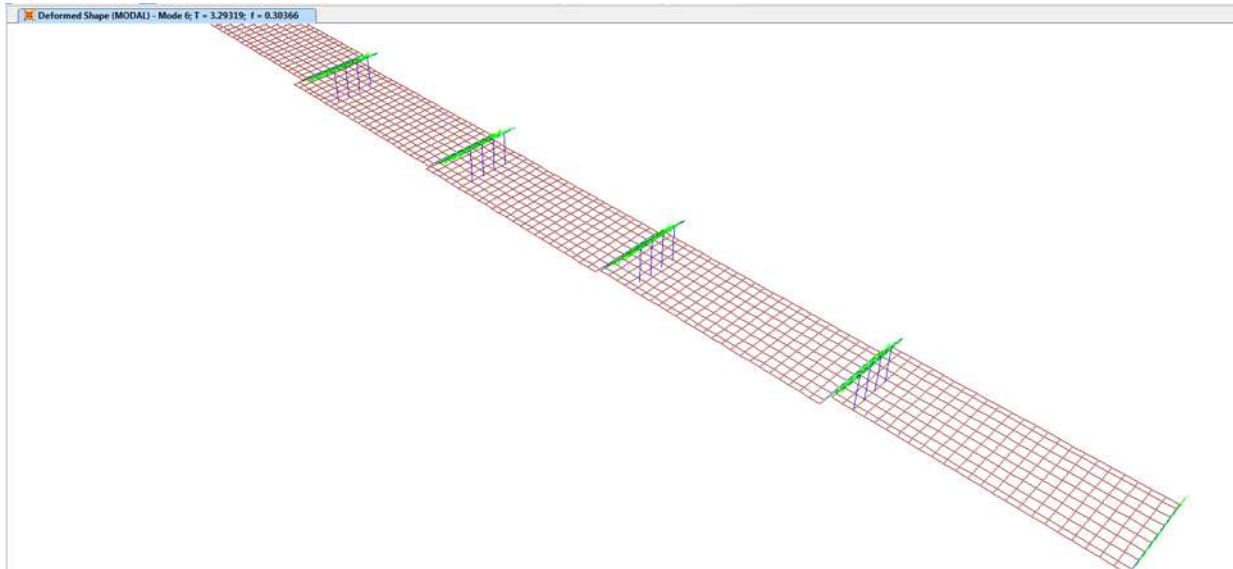 Deformed Shape (MODAL) - Mode 6; T = 3.29319; f = 0.30366